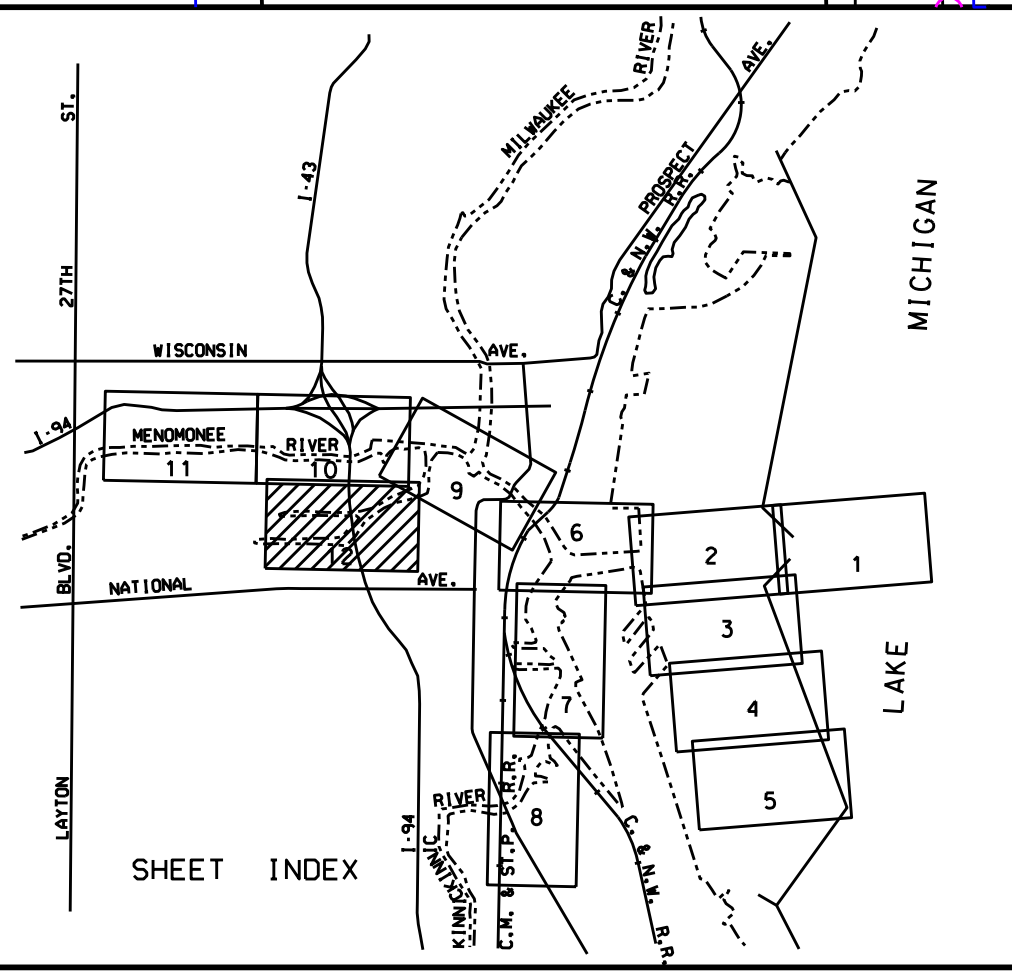 RIVER
AVE.
ST.
MILWAUKEE
I-43
PROSPECT
R.R.
C. & N.W.
MICHIGAN
27TH
WISCONSIN
AVE.
I-94
MENOMONEE
RIVER
11
10
9
6
12
2
1
BLVD.
NATIONAL
AVE.
3
LAKE
7
4
LAYTON
RIVER
5
8
I-94
KINNICKINNIC
C.M. & ST.P. R.R.
C. & N.W. R.R.
SHEET INDEX